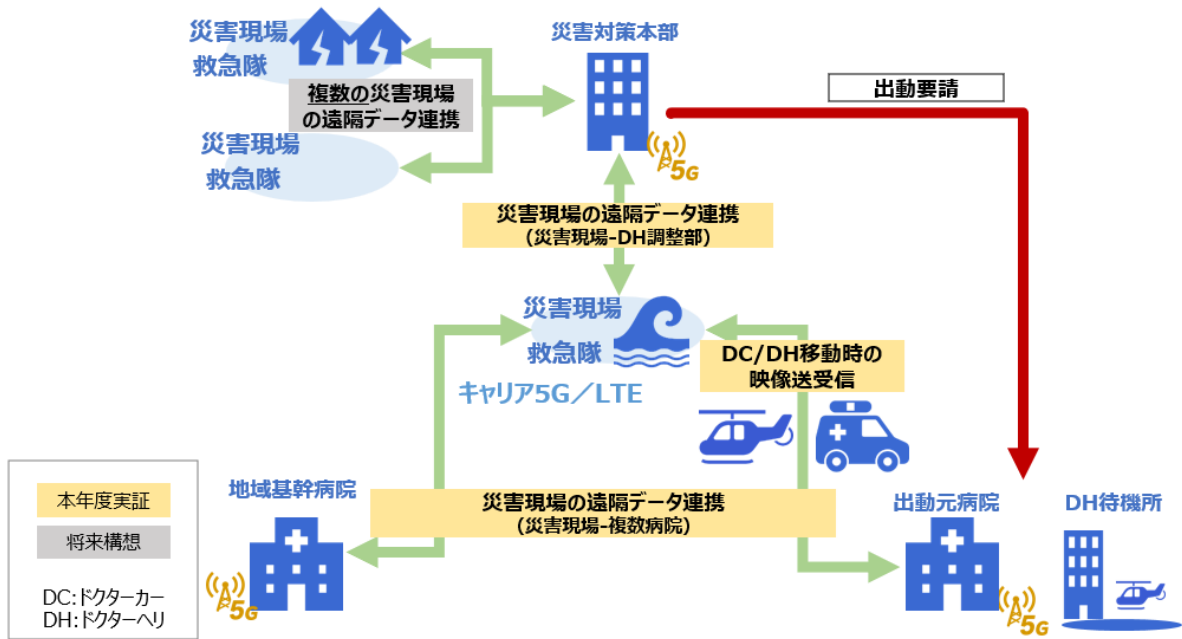 災害現場
救急隊
災害対策本部
出動要請
複数の災害現場
の遠隔データ連携
災害現場
救急隊
5G
災害現場の遠隔データ連携
(災害現場-DH調整部)
災害現場
救急隊
DC/DH移動時の
映像送受信
キャリア5G／LTE
地域基幹病院
災害現場の遠隔データ連携
(災害現場-複数病院)
出動元病院
DH待機所
本年度実証
将来構想
DC:ドクターカー
DH:ドクターヘリ
5G
5G